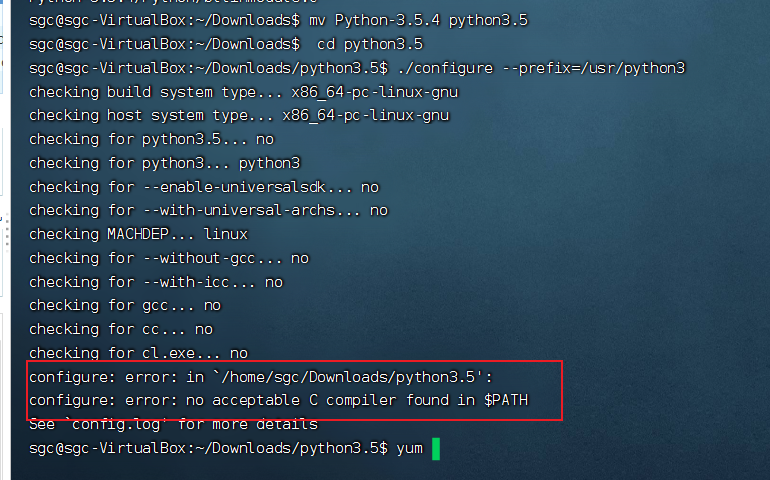 sgc@sgc-VirtualBox:~/Downloads$ mv Python-3.5.4 python3.5
sgc@sgc-VirtualBox:~/Downloads$  cd python3.5
sgc@sgc-VirtualBox:~/Downloads/python3.5$ ./configure --prefix=/usr/python3
checking build system type... x86_64-pc-linux-gnu
checking host system type... x86_64-pc-linux-gnu
checking for python3.5... no
checking for python3... python3
checking for --enable-universalsdk... no
checking for --with-universal-archs... no
checking MACHDEP... linux
checking for --without-gcc... no
checking for --with-icc... no
checking for gcc... no
checking for cc... no
checking for cl.exe... no
configure: error: in `/home/sgc/Downloads/python3.5':
configure: error: no acceptable C compiler found in $PATH
See `config.log' for more details
sgc@sgc-VirtualBox:~/Downloads/python3.5$ yum